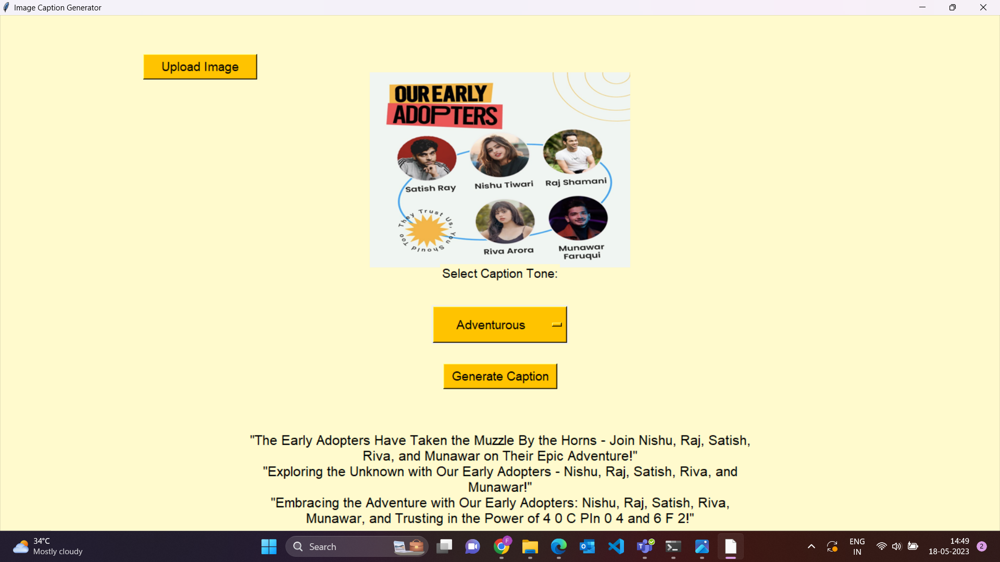 Image Caption Generator
Upload Image
OUR EARLY
ADOPTERS
Satish Ray
Nishu Tiwari
Raj Shamani
They Trust Us, You Should Too
Riva Arora
Munawar
Faruqui
Select Caption Tone:
Adventurous
Generate Caption
"The Early Adopters Have Taken the Muzzle By the Horns - Join Nishu, Raj, Satish,
Riva, and Munawar on Their Epic Adventure!"
"Exploring the Unknown with Our Early Adopters - Nishu, Raj, Satish, Riva, and
Munawar!"
"Embracing the Adventure with Our Early Adopters: Nishu, Raj, Satish, Riva,
Munawar, and Trusting in the Power of 4 0 C PIn 0 4 and 6 F 2!"
34°C
Mostly cloudy
Search
F
ENG
IN
14:49
18-05-2023
2